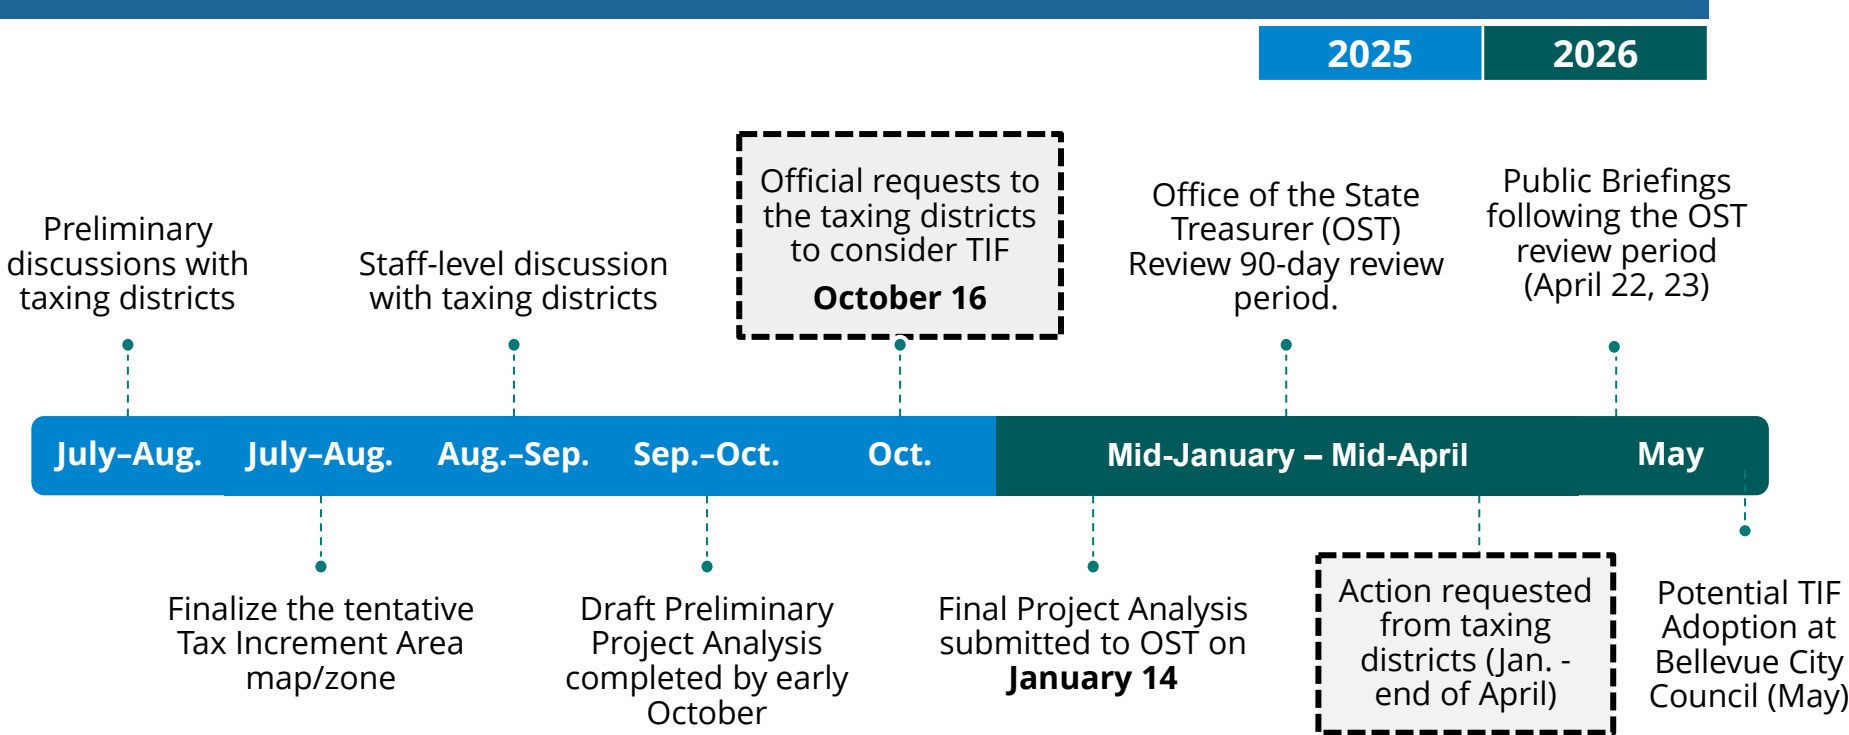 2025
2026
Preliminary
discussions with
taxing districts
Staff-level discussion
with taxing districts
Official requests to
the taxing districts
to consider TIF
October 16
Office of the State
Treasurer (OST)
Review 90-day review
period.
Public Briefings
following the OST
review period
(April 22, 23)
July–Aug.
July–Aug.
Aug.–Sep.
Sep.–Oct.
Oct.
Mid-January – Mid-April
May
Finalize the tentative
Tax Increment Area
map/zone
Draft Preliminary
Project Analysis
completed by early
October
Final Project Analysis
submitted to OST on
January 14
Action requested
from taxing
districts (Jan. -
end of April)
Potential TIF
Adoption at
Bellevue City
Council (May)